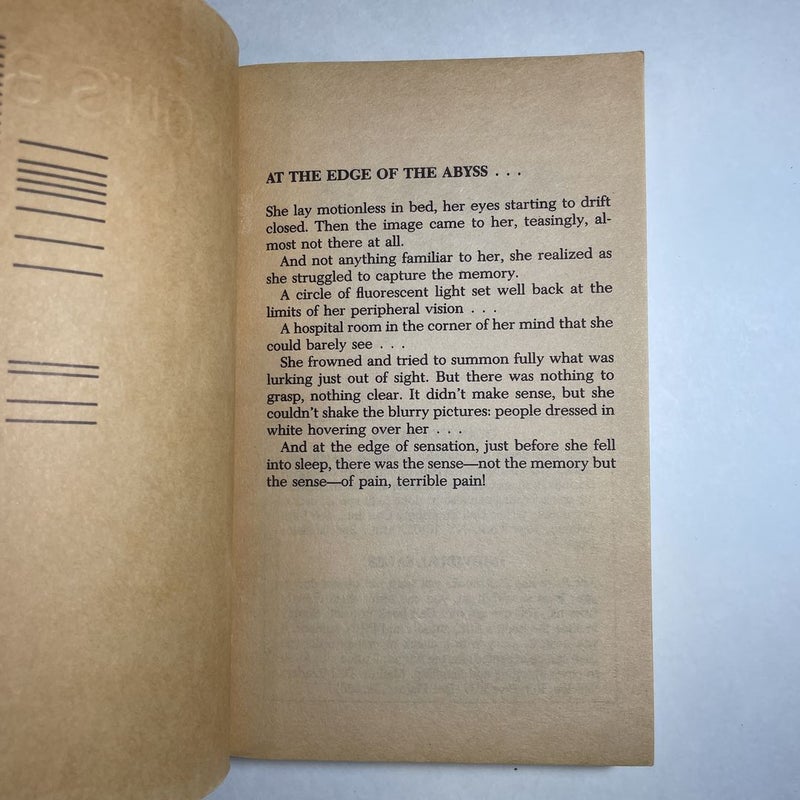 AT THE EDGE OF THE ABYSS . . .
She lay motionless in bed, her eyes starting to drift
closed. Then the image came to her, teasingly, al-
most not there at all.
And not anything familiar to her, she realized as
she struggled to capture the memory.
A circle of fluorescent light set well back at the
limits of her peripheral vision . . .
A hospital room in the corner of her mind that she
could barely see . . .
She frowned and tried to summon fully what was
lurking just out of sight. But there was nothing to
grasp, nothing clear. It didn't make sense, but she
couldn't shake the blurry pictures: people dressed in
white hovering over her . . .
And at the edge of sensation, just before she fell
into sleep, there was the sense—not the memory but
the sense—of pain, terrible pain!